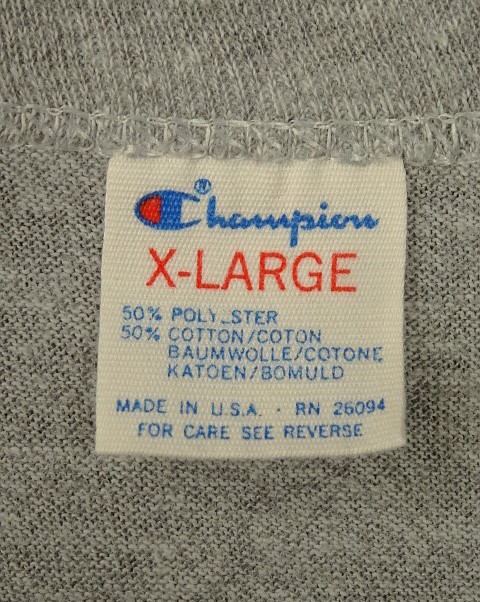 Champion®
X-LARGE
50% POLY_STER
50% COTTON/COTON
BAUMWOLLE/COTONE
KATOEN/BOMULD
MADE IN U.S.A. · RN 26094
FOR CARE SEE REVERSE